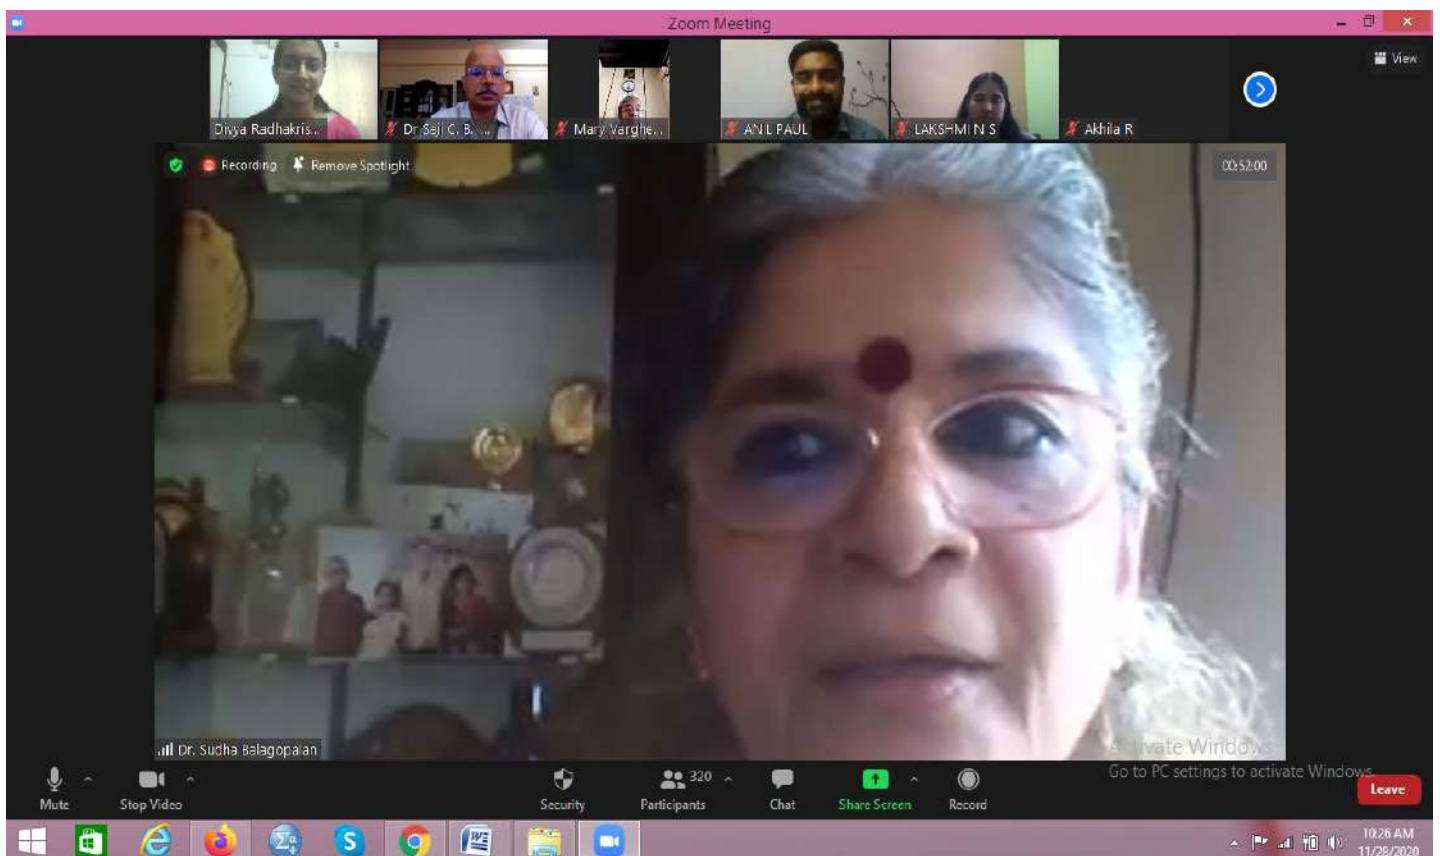 Zoom Meeting
View
Divya Radhakris...
Dr Saji C. B. ...
Mary Varghe...
ANIL PAUL
LAKSHMI N S
Akhila R
Recording
Remove Spotlight
00:52:00
Dr. Sudha Balagopalan
Activate Windows
Go to PC settings to activate Windows.
Mute
Stop Video
Security
320
Participants
Chat
Share Screen
Record
Leave
10:26 AM
11/28/2020